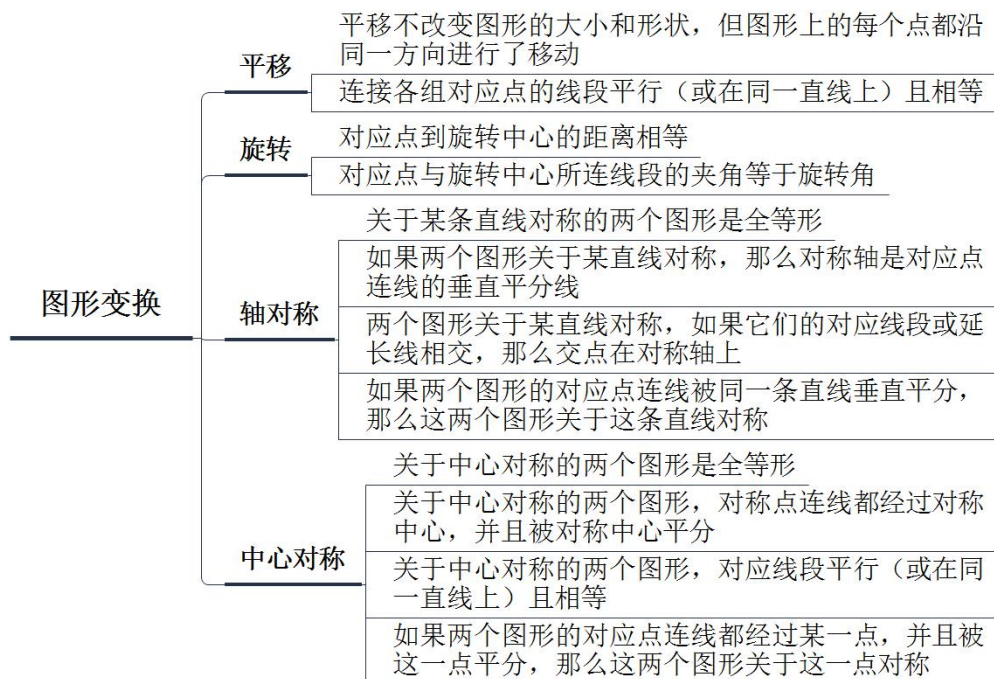 图形变换
平移
平移不改变图形的大小和形状，但图形上的每个点都沿
同一方向进行了移动
连接各组对应点的线段平行（或在同一直线上）且相等
旋转
对应点到旋转中心的距离相等
对应点与旋转中心所连线段的夹角等于旋转角
轴对称
关于某条直线对称的两个图形是全等形
如果两个图形关于某直线对称，那么对称轴是对应点
连线的垂直平分线
两个图形关于某直线对称，如果它们的对应线段或延
长线相交，那么交点在对称轴上
如果两个图形的对应点连线被同一条直线垂直平分，
那么这两个图形关于这条直线对称
中心对称
关于中心对称的两个图形是全等形
关于中心对称的两个图形，对称点连线都经过对称
中心，并且被对称中心平分
关于中心对称的两个图形，对应线段平行（或在同
一直线上）且相等
如果两个图形的对应点连线都经过某一点，并且被
这一点平分，那么这两个图形关于这一点对称